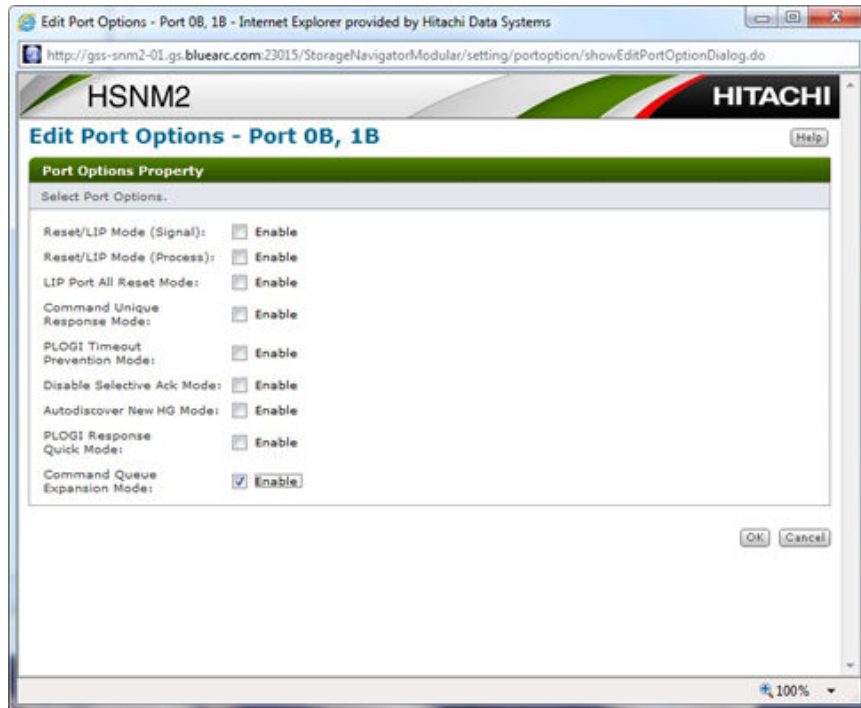 Edit Port Options - Port 0B, 1B - Internet Explorer provided by Hitachi Data Systems
http://gss-snm2-01.gs.bluearc.com:23015/StorageNavigatorModular/setting/portoption/showEditPortOptionDialog.do
HSNM2
HITACHI
Edit Port Options - Port 0B, 1B
Help
Port Options Property
Select Port Options.
Reset/LIP Mode (Signal): Enable
Reset/LIP Mode (Process): Enable
LIP Port All Reset Mode: Enable
Command Unique
Response Mode: Enable
PLOGI Timeout
Prevention Mode: Enable
Disable Selective Ack Mode: Enable
Autodiscover New HG Mode: Enable
PLOGI Response
Quick Mode: Enable
Command Queue
Expansion Mode: Enable
OK Cancel
100%